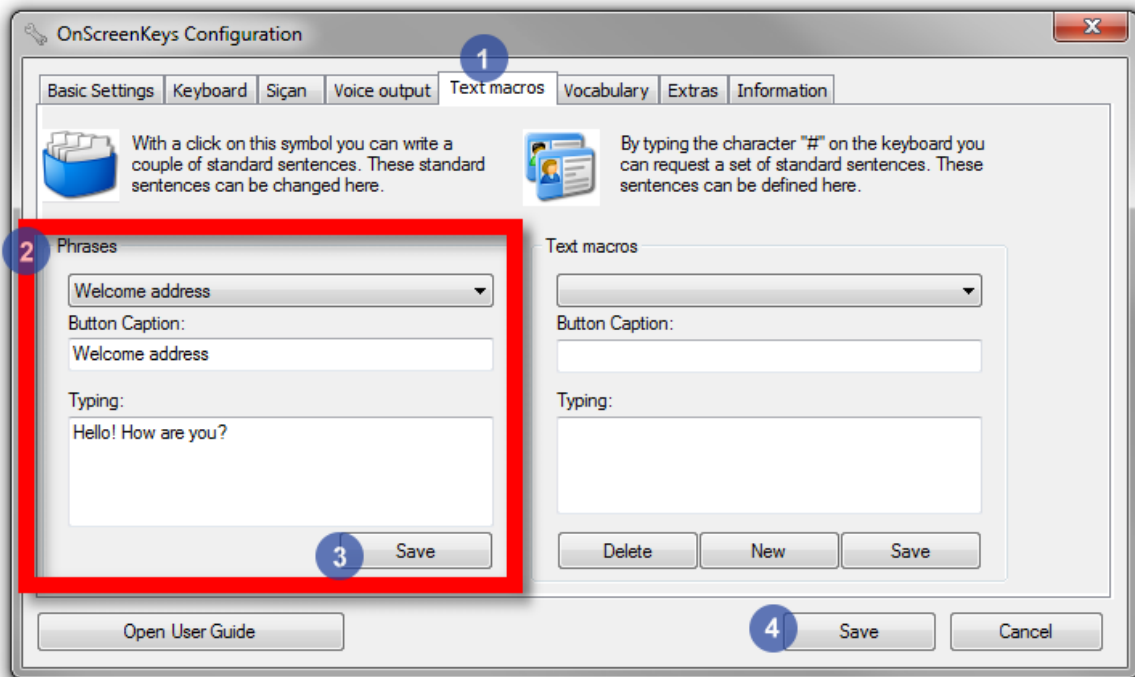 OnScreenKeys Configuration
1
Basic Settings Keyboard Siçan Voice output Text macros Vocabulary Extras Information
With a click on this symbol you can write a
couple of standard sentences. These standard
sentences can be changed here.
By typing the character "#" on the keyboard you
can request a set of standard sentences. These
sentences can be defined here.
2
Phrases
Welcome address
Button Caption:
Welcome address
Typing:
Hello! How are you?
3
Save
Text macros
Button Caption:
Typing:
Delete New Save
Open User Guide
4
Save Cancel